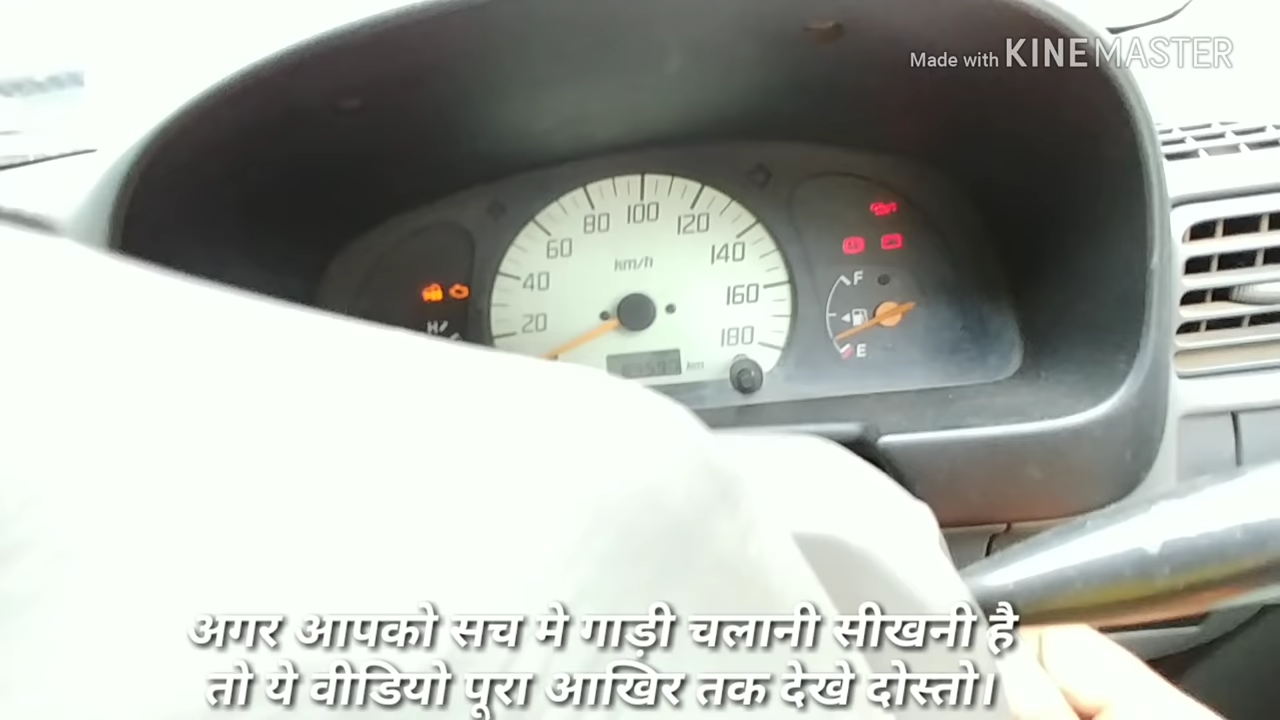 Made with KINEMASTER
100
80
120
60
km/h
140
40
F
160
20
H
180
E
km
अगर आपको सच मे गाड़ी चलानी सीखनी है
तो ये वीडियो पूरा आखिर तक देखे दोस्तो।